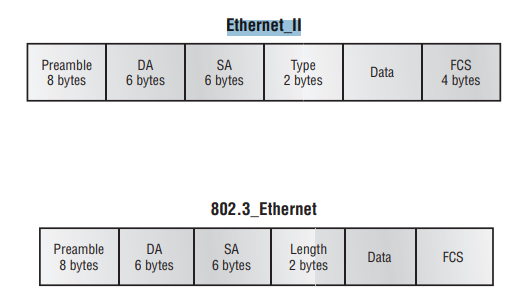 Ethernet_II
Preamble DA SA Type Data FCS
8 bytes 6 bytes 6 bytes 2 bytes 4 bytes
802.3_Ethernet
Preamble DA SA Length Data FCS
8 bytes 6 bytes 6 bytes 2 bytes